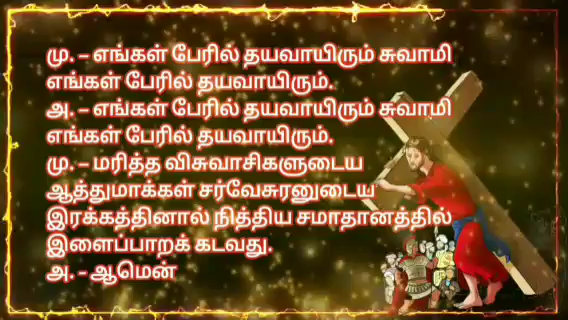 மு. – எங்கள் பேரில் தயவாயிரும் சுவாமி
எங்கள் பேரில் தயவாயிரும்.
அ. – எங்கள் பேரில் தயவாயிரும் சுவாமி
எங்கள் பேரில் தயவாயிரும்.
மு. – மரித்த விசுவாசிகளுடைய
ஆத்துமாக்கள் சர்வேசுரனுடைய
இரக்கத்தினால் நித்திய சமாதானத்தில்
இளைப்பாறக் கடவது.
அ. - ஆமென்